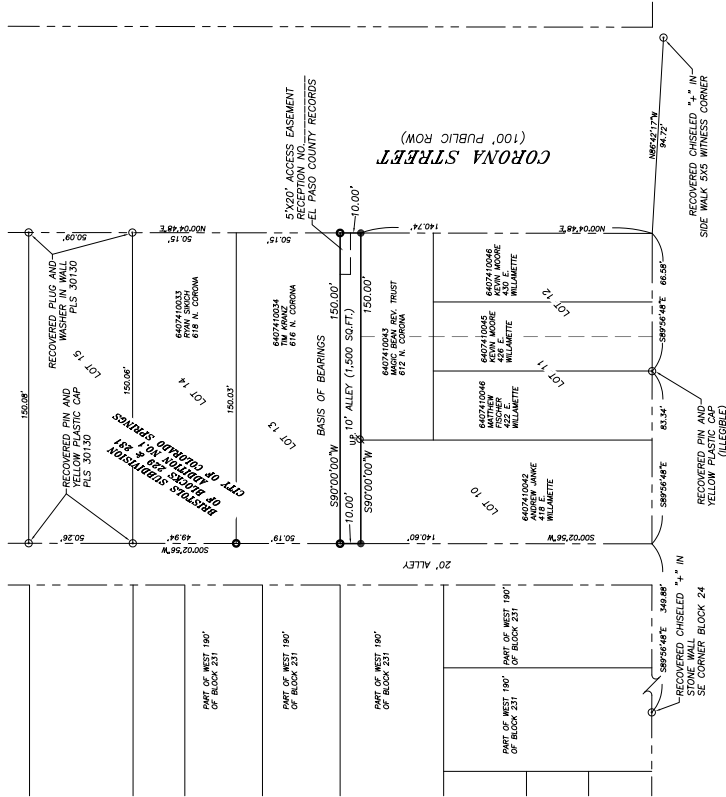 5'X20' ACCESS EASEMENT
RECEPTION NO.
EL PASO COUNTY RECORDS
CORONA STREET
(100' PUBLIC ROW)
N86°42'17"W
94.72'
RECOVERED CHISELED "+" IN
SIDE WALK 5X5 WITNESS CORNER
50.09'
N00°04'48"E
50.15'
50.15'
10.00'
140.74'
N00°04'48"E
RECOVERED PLUG AND
WASHER IN WALL
PLS 30130
LOT 15
RECOVERED PIN AND
YELLOW PLASTIC CAP
PLS 30130
150.08'
150.06'
150.03'
6407410033
RYAN SIKICH
618 N. CORONA
LOT 14
6407410034
TIM KRANZ
616 N. CORONA
LOT 13
BRISTOLS SUBDIVISION
OF BLOCKS 229 & 231
ADDITION NO.1
CITY OF COLORADO SPRINGS
BASIS OF BEARINGS
S90°00'00"W
150.00'
10' ALLEY (1,500 SQ.FT.)
U.P.
S90°00'00"W
150.00'
10.00'
6407410043
MAGIC BEAN REV. TRUST
612 N. CORONA
6407410046
KEVIN MOORE
430 E.
WILLAMETTE
LOT 12
6407410045
KEVIN MOORE
426 E.
WILLAMETTE
LOT 11
6407410046
MATTHEW
FISCHER
422 E.
WILLAMETTE
LOT 10
6407410042
ANDREW JANKE
418 E.
WILLAMETTE
66.58'
S89°56'48"E
83.34'
S89°56'48"E
349.88'
S89°56'48"E
RECOVERED PIN AND
YELLOW PLASTIC CAP
(ILLEGIBLE)
RECOVERED CHISELED "+" IN
STONE WALL
SE CORNER BLOCK 24
50.26'
49.94'
S00°02'56"W
50.19'
140.60'
S00°02'56"W
20' ALLEY
PART OF WEST 190'
OF BLOCK 231
PART OF WEST 190'
OF BLOCK 231
PART OF WEST 190'
OF BLOCK 231
PART OF WEST 190'
OF BLOCK 231
PART OF WEST 190'
OF BLOCK 231